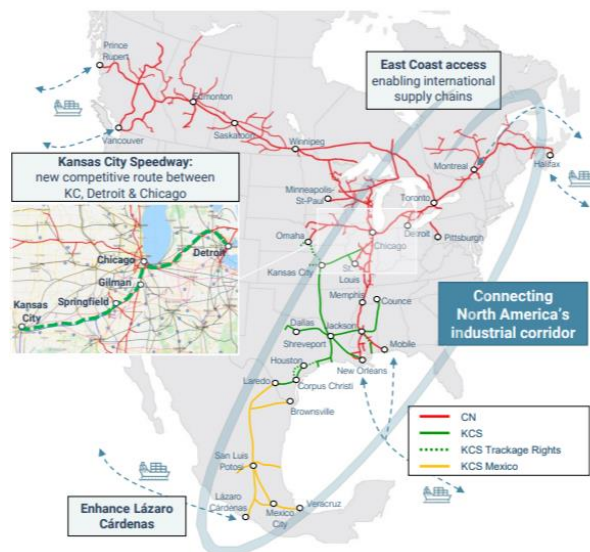 Prince
Rupert
Edmonton
Vancouver
Saskatoon
Winnipeg
East Coast access
enabling international
supply chains
Kansas City Speedway:
new competitive route between
KC, Detroit & Chicago
Minneapolis-
St-Paul
Montreal
Halifax
Toronto
Detroit
Pittsburgh
Chicago
Omaha
Kansas City
St.
Louis
Memphis
Counce
Dallas
Jackson
Shreveport
Mobile
Houston
New Orleans
Laredo
Corpus Christi
Brownsville
San Luis
Potosí
Lázaro
Cárdenas
Mexico
City
Veracruz
Chicago
Detroit
Gilman
Springfield
Kansas
City
Connecting
North America's
industrial corridor
CN
KCS
KCS Trackage Rights
KCS Mexico
Enhance Lázaro
Cárdenas